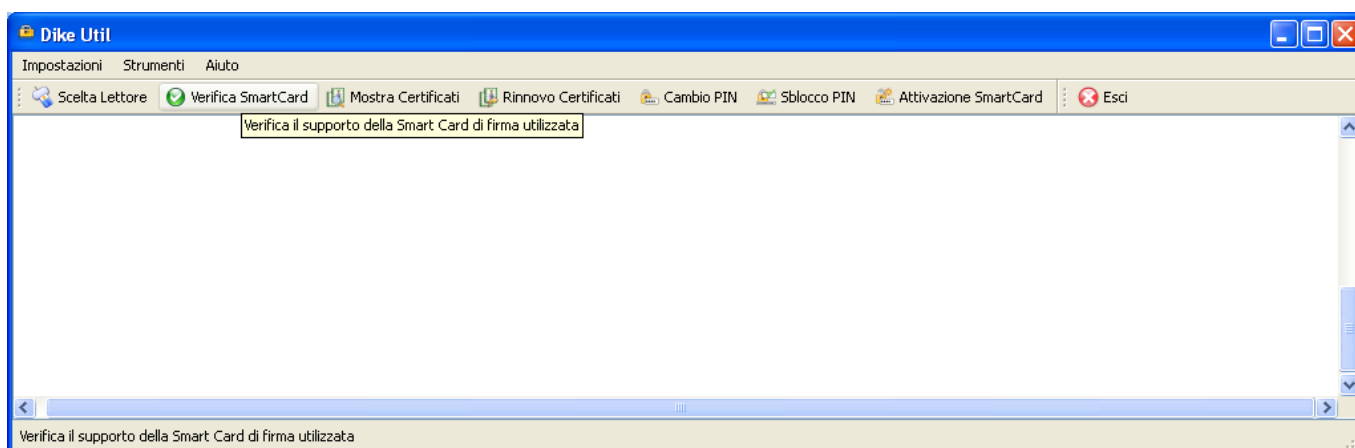 Dike Util
Impostazioni Strumenti Aiuto
Scelta Lettore Verifica SmartCard Mostra Certificati Rinnovo Certificati Cambio PIN Sblocco PIN Attivazione SmartCard Esci
Verifica il supporto della Smart Card di firma utilizzata
Verifica il supporto della Smart Card di firma utilizzata